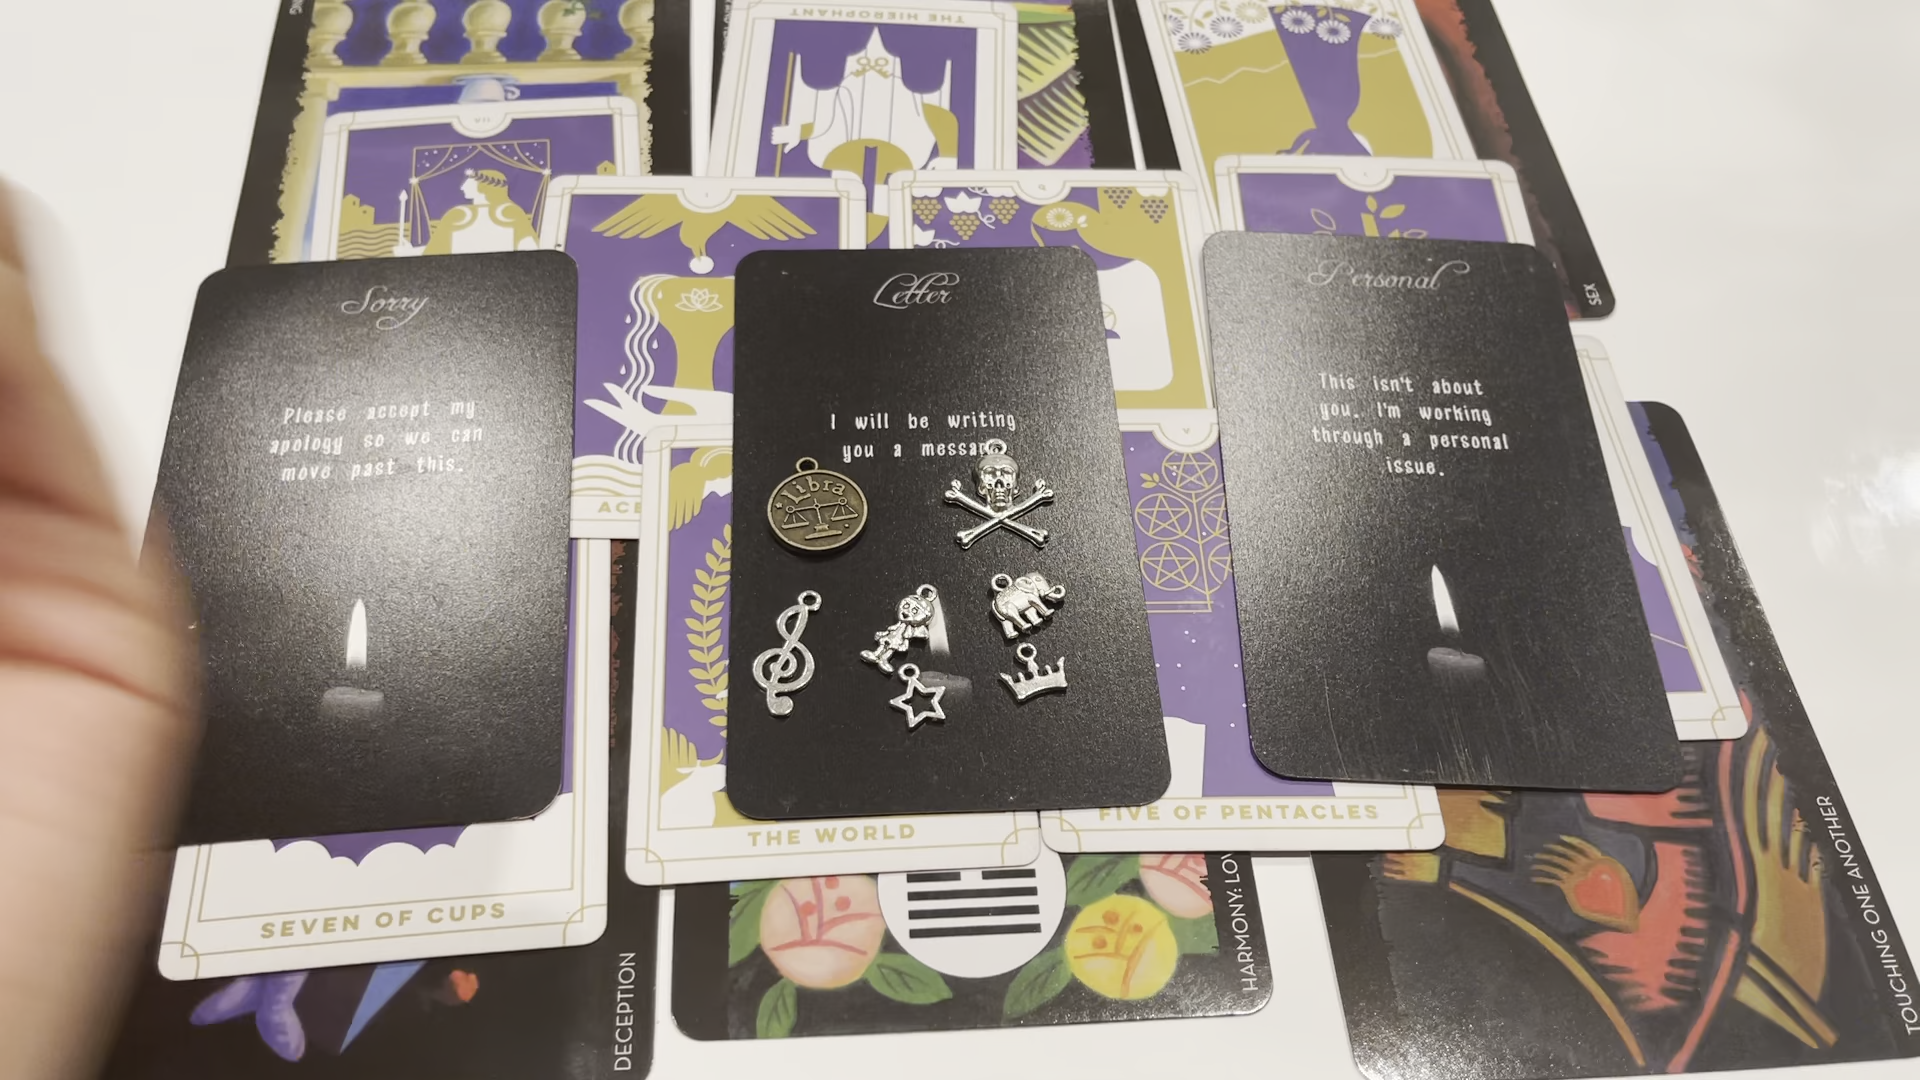 THE HIEROPHANT
VII
I
Q
I
SEX
Sorry
Please accept my
apology so we can
move past this.
Letter
I will be writing
you a messa
Libra
Personal
This isn't about
you. I'm working
through a personal
issue.
V
ACE
THE WORLD
FIVE OF PENTACLES
SEVEN OF CUPS
DECEPTION
HARMONY: LOV
TOUCHING ONE ANOTHER